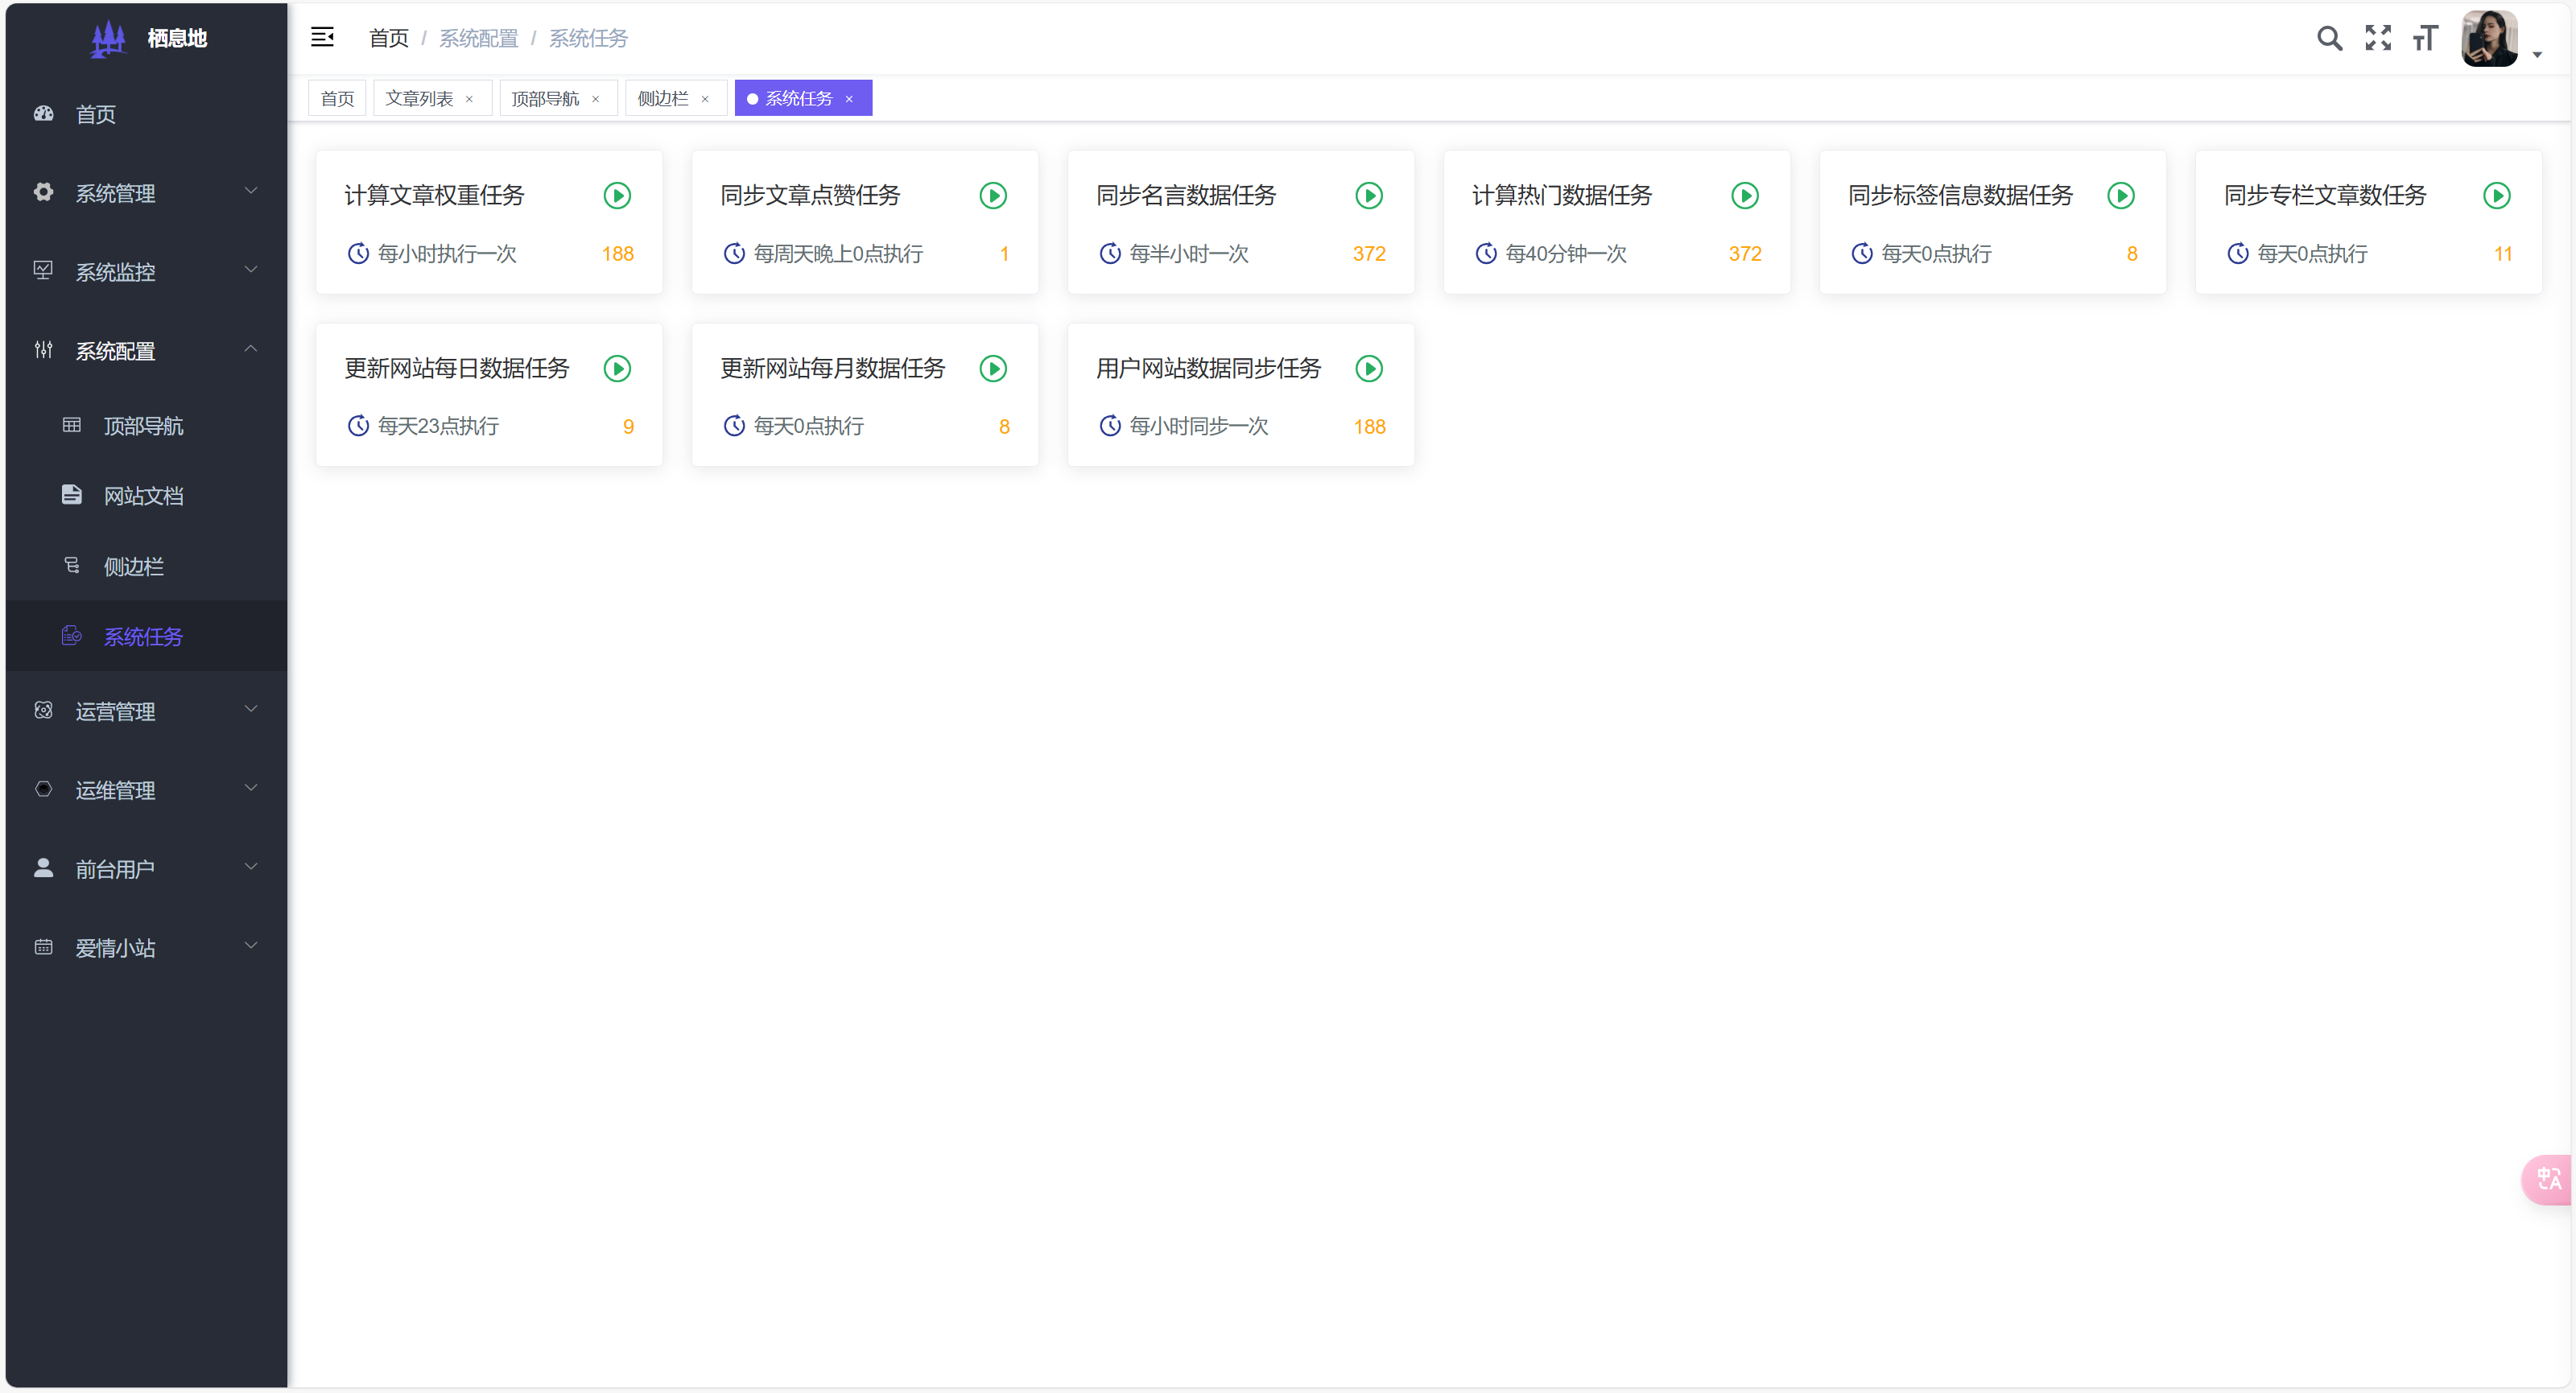 栖息地
首页
系统管理
系统监控
系统配置
顶部导航
网站文档
侧边栏
系统任务
运营管理
运维管理
前台用户
爱情小站
首页 / 系统配置 / 系统任务
首页 文章列表 × 顶部导航 × 侧边栏 × 系统任务 ×
计算文章权重任务
每小时执行一次 188
同步文章点赞任务
每周天晚上0点执行 1
同步名言数据任务
每半小时一次 372
计算热门数据任务
每40分钟一次 372
同步标签信息数据任务
每天0点执行 8
同步专栏文章数任务
每天0点执行 11
更新网站每日数据任务
每天23点执行 9
更新网站每月数据任务
每天0点执行 8
用户网站数据同步任务
每小时同步一次 188